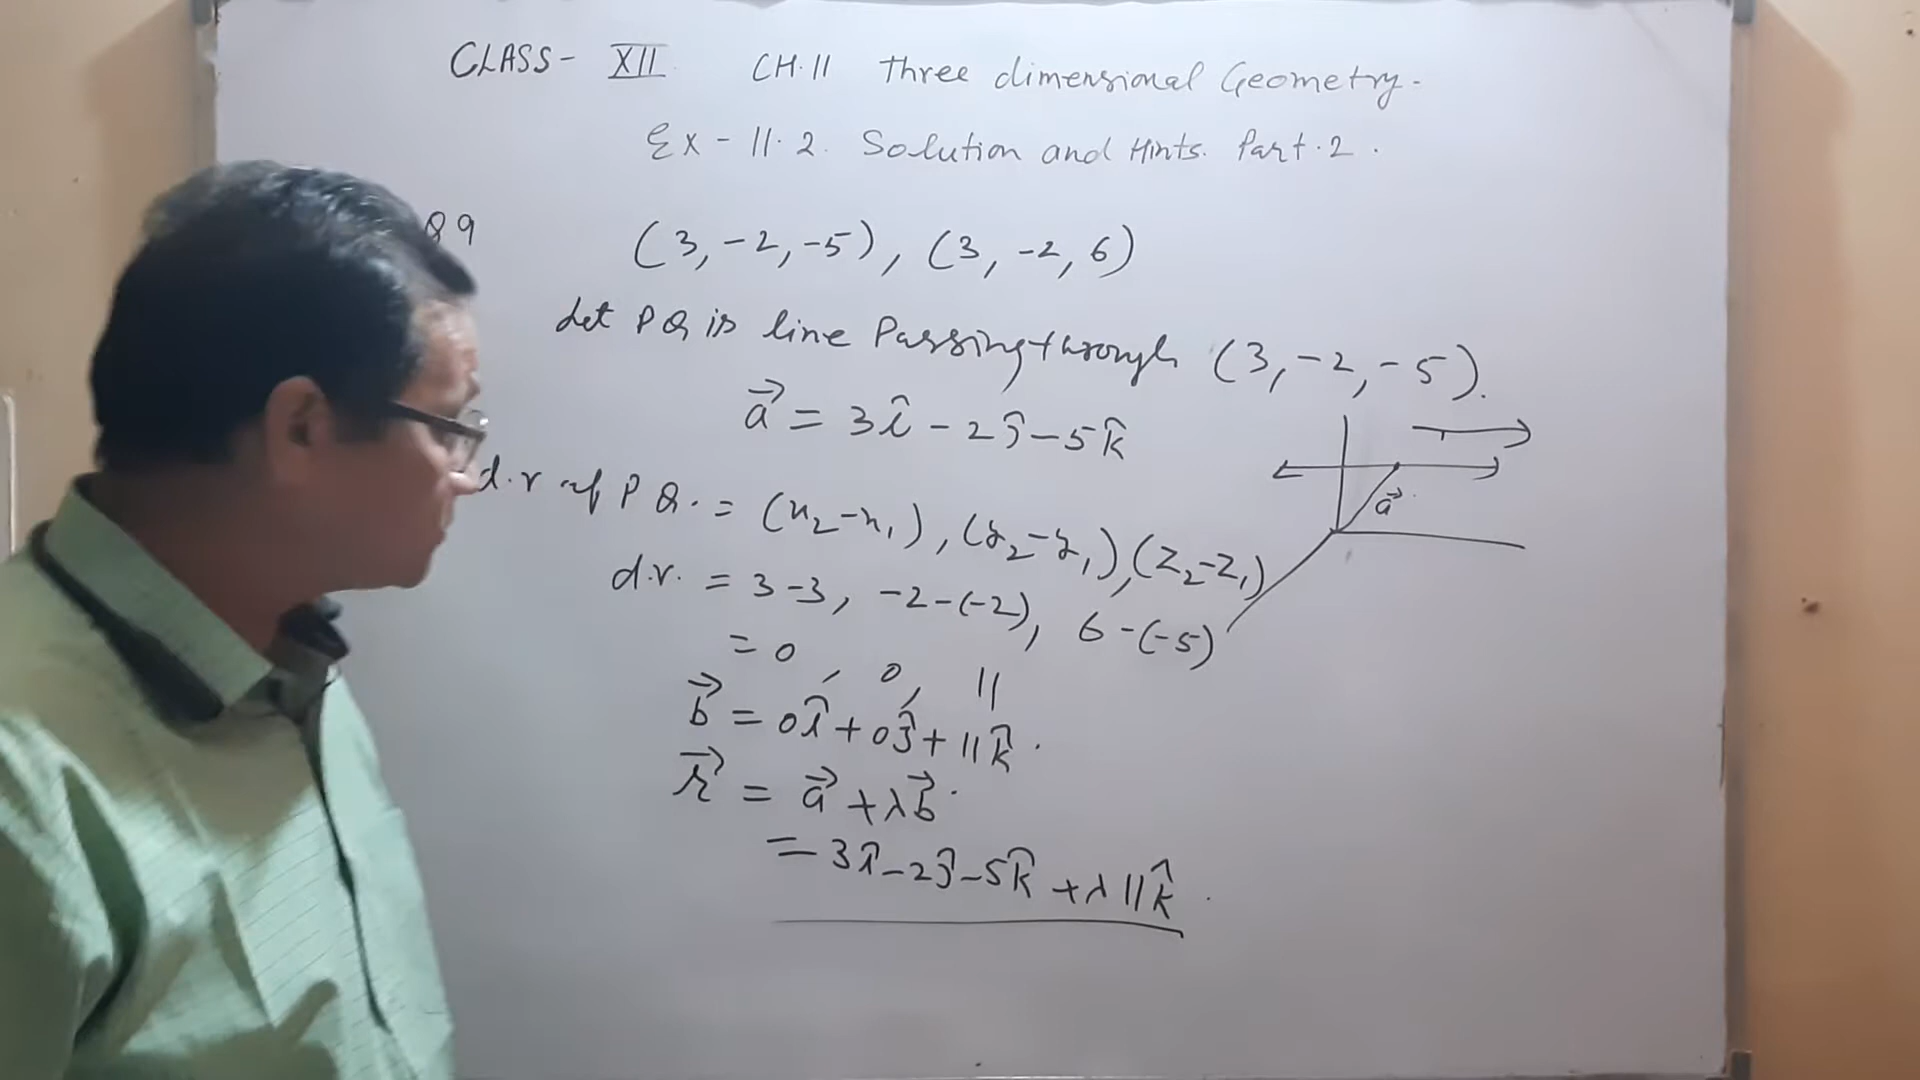 CLASS- XII CH.11 Three dimensional Geometry.
Ex - 11.2. Solution and Hints. Part.2.
Q9
(3, -2, -5), (3, -2, 6)
Let PQ is line Passing through (3, -2, -5).
a⃗ = 3î - 2ĵ - 5k̂
a⃗
d.r of PQ. = (x₂-x₁), (y₂-y₁), (z₂-z₁)
d.r. = 3-3, -2-(-2), 6-(-5)
= 0, 0, 11
b⃗ = 0î + 0ĵ + 11k̂.
r⃗ = a⃗ + λb⃗.
= 3î - 2ĵ - 5k̂ + λ11k̂.